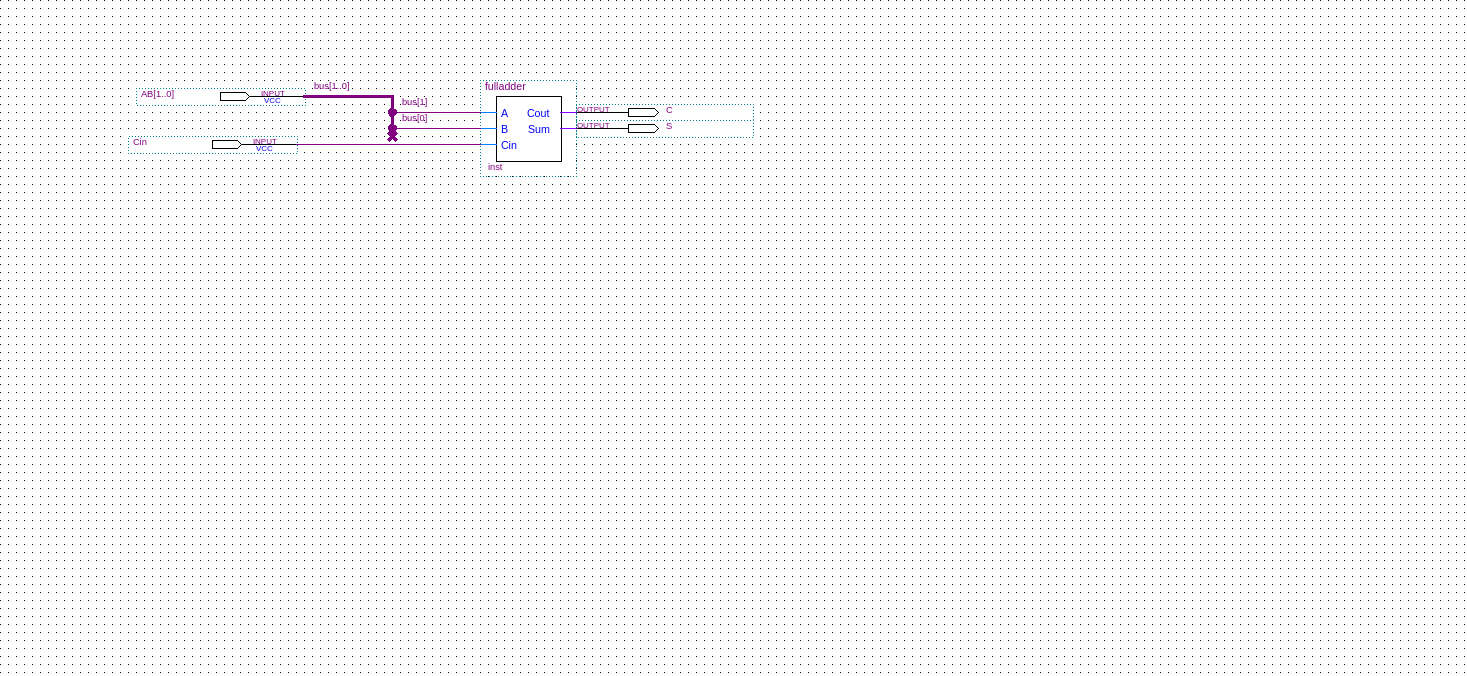 AB[1..0]
INPUT
VCC
.bus[1..0]
.bus[1]
bus[0]
Cin
INPUT
VCC
fulladder
A
B
Cin
Cout
Sum
inst
OUTPUT
C
OUTPUT
S